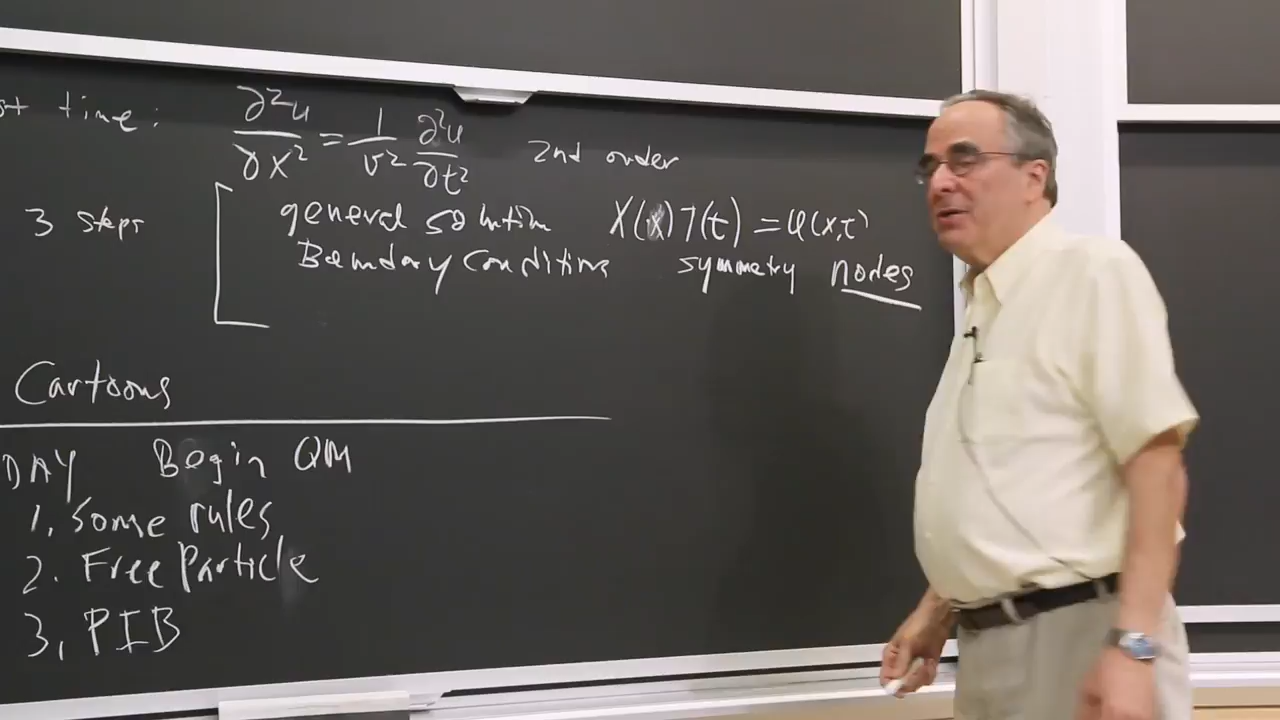 time: ∂²u/∂x² = 1/v² ∂²u/∂t² 2nd order
3 steps general solution X(x)T(t) = φ(x,t)
Boundary Conditions symmetry nodes
Cartoons
DAY Begin QM
1. Some rules
2. Free Particle
3. PIB